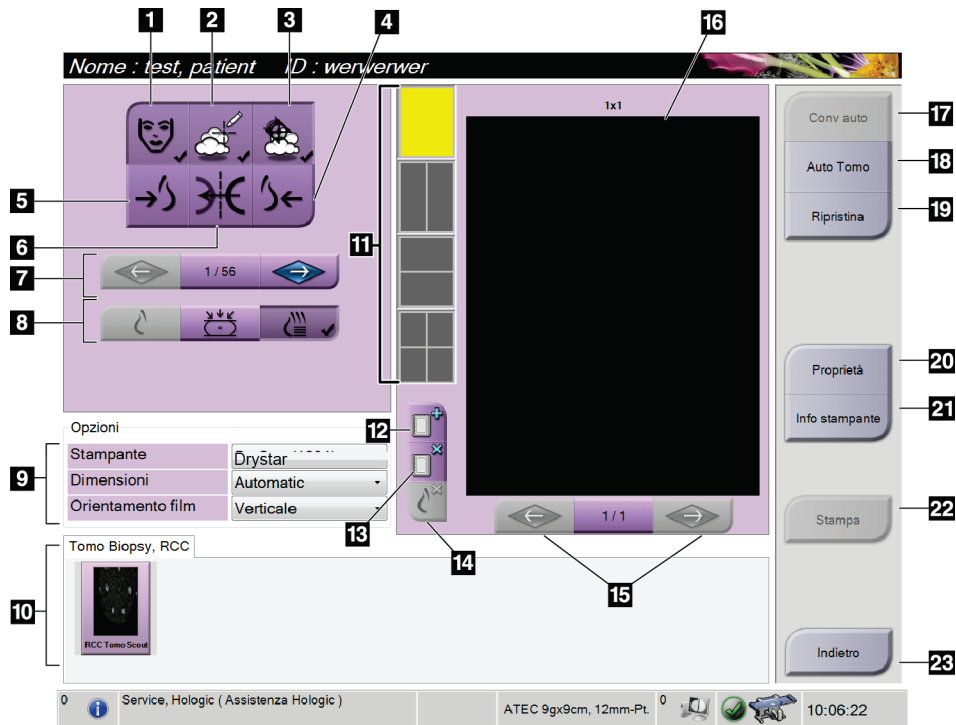 1 2 3 4 16
Nome : test, patient ID : werwerwer
1x1
17 Conv auto
18 Auto Tomo
19 Ripristina
5
6
11
7 1 / 56
8
20 Proprietà
21 Info stampante
Opzioni
12
9 Stampante Drystar
Dimensioni Automatic
Orientamento film Verticale
13
14
1 / 1
15
22 Stampa
Tomo Biopsy, RCC
10
RCC Tomo Scout
Indietro
23
0 Service, Hologic ( Assistenza Hologic ) ATEC 9gx9cm, 12mm-Pt. 0 10:06:22